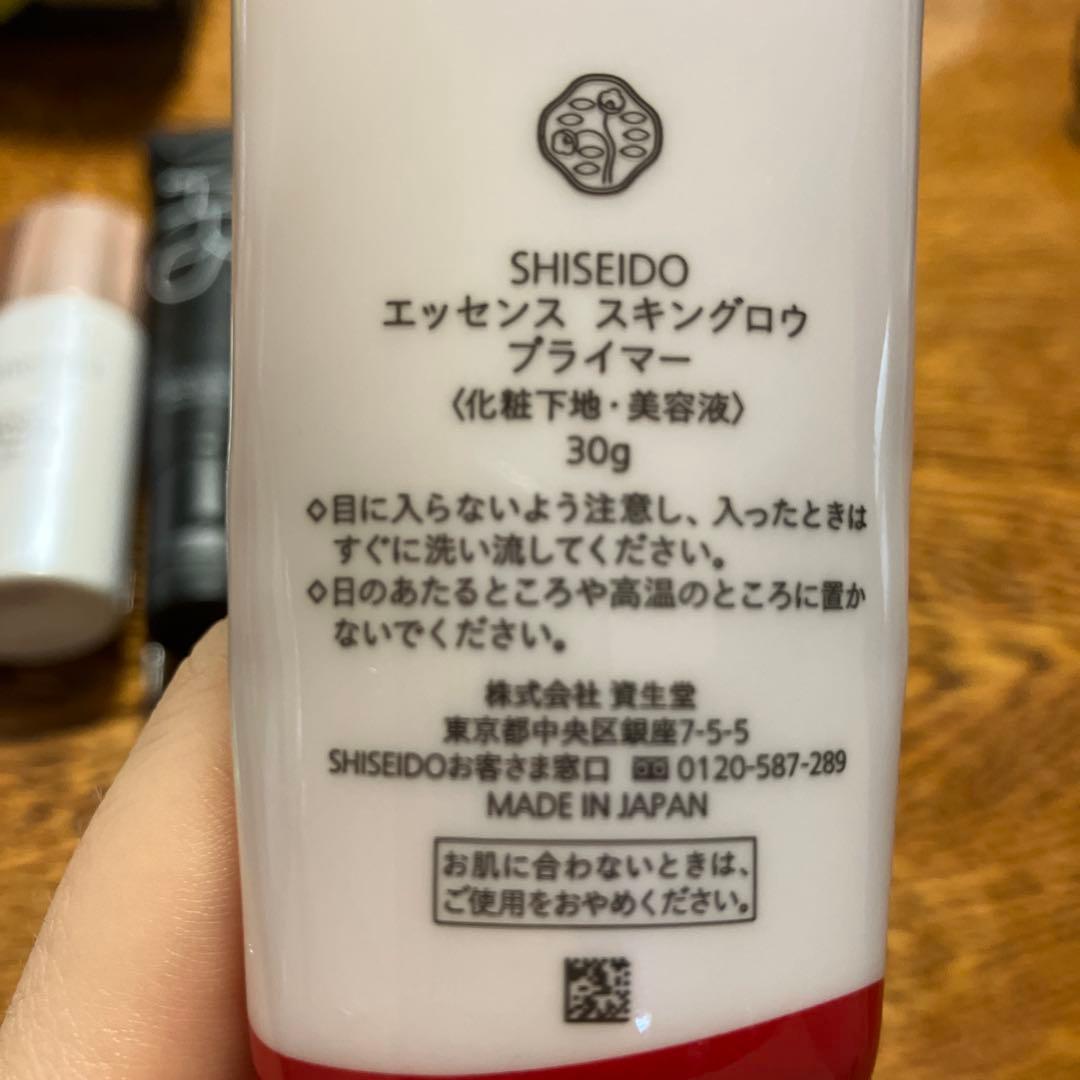 SHISEIDO
エッセンス スキングロウ
プライマー
〈化粧下地・美容液〉
30g
◇目に入らないよう注意し、入ったときは
すぐに洗い流してください。
◇日のあたるところや高温のところに置か
ないでください。
株式会社 資生堂
東京都中央区銀座7-5-5
SHISEIDOお客さま窓口 0120-587-289
MADE IN JAPAN
お肌に合わないときは、
ご使用をおやめください。